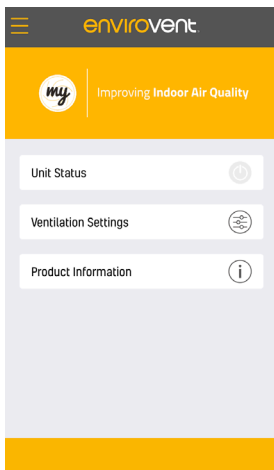 envirovent
my
Improving Indoor Air Quality
Unit Status
Ventilation Settings
Product Information